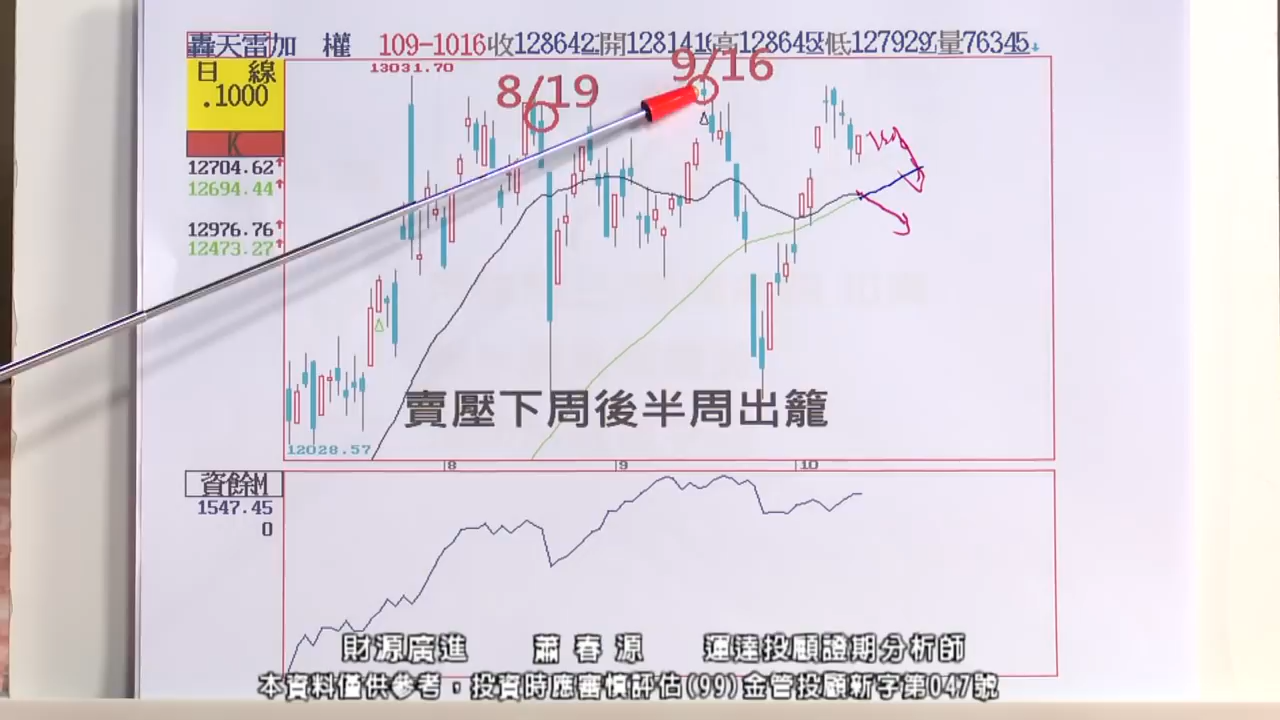 轟天雷加 權 109-1016收128642開128141高128645低127929量76345
日 線
.1000
K
12704.62↑
12694.44↑
12976.76↑
12473.27↑
13031.70
8/19
9/16
12028.57
賣壓下周後半周出籠
8 9 10
資餘M
1547.45
0
財源廣進 蕭春源 運達投顧證期分析師
本資料僅供參考，投資時應審慎評估(99)金管投顧新字第047號